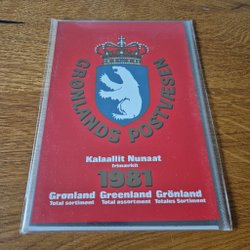 GRØNLANDS POSTVÆSEN
Kalaallit Nunaat
frimærkit
1981
Grønland Greenland Grönland
Total sortiment Total assortment Totales Sortiment